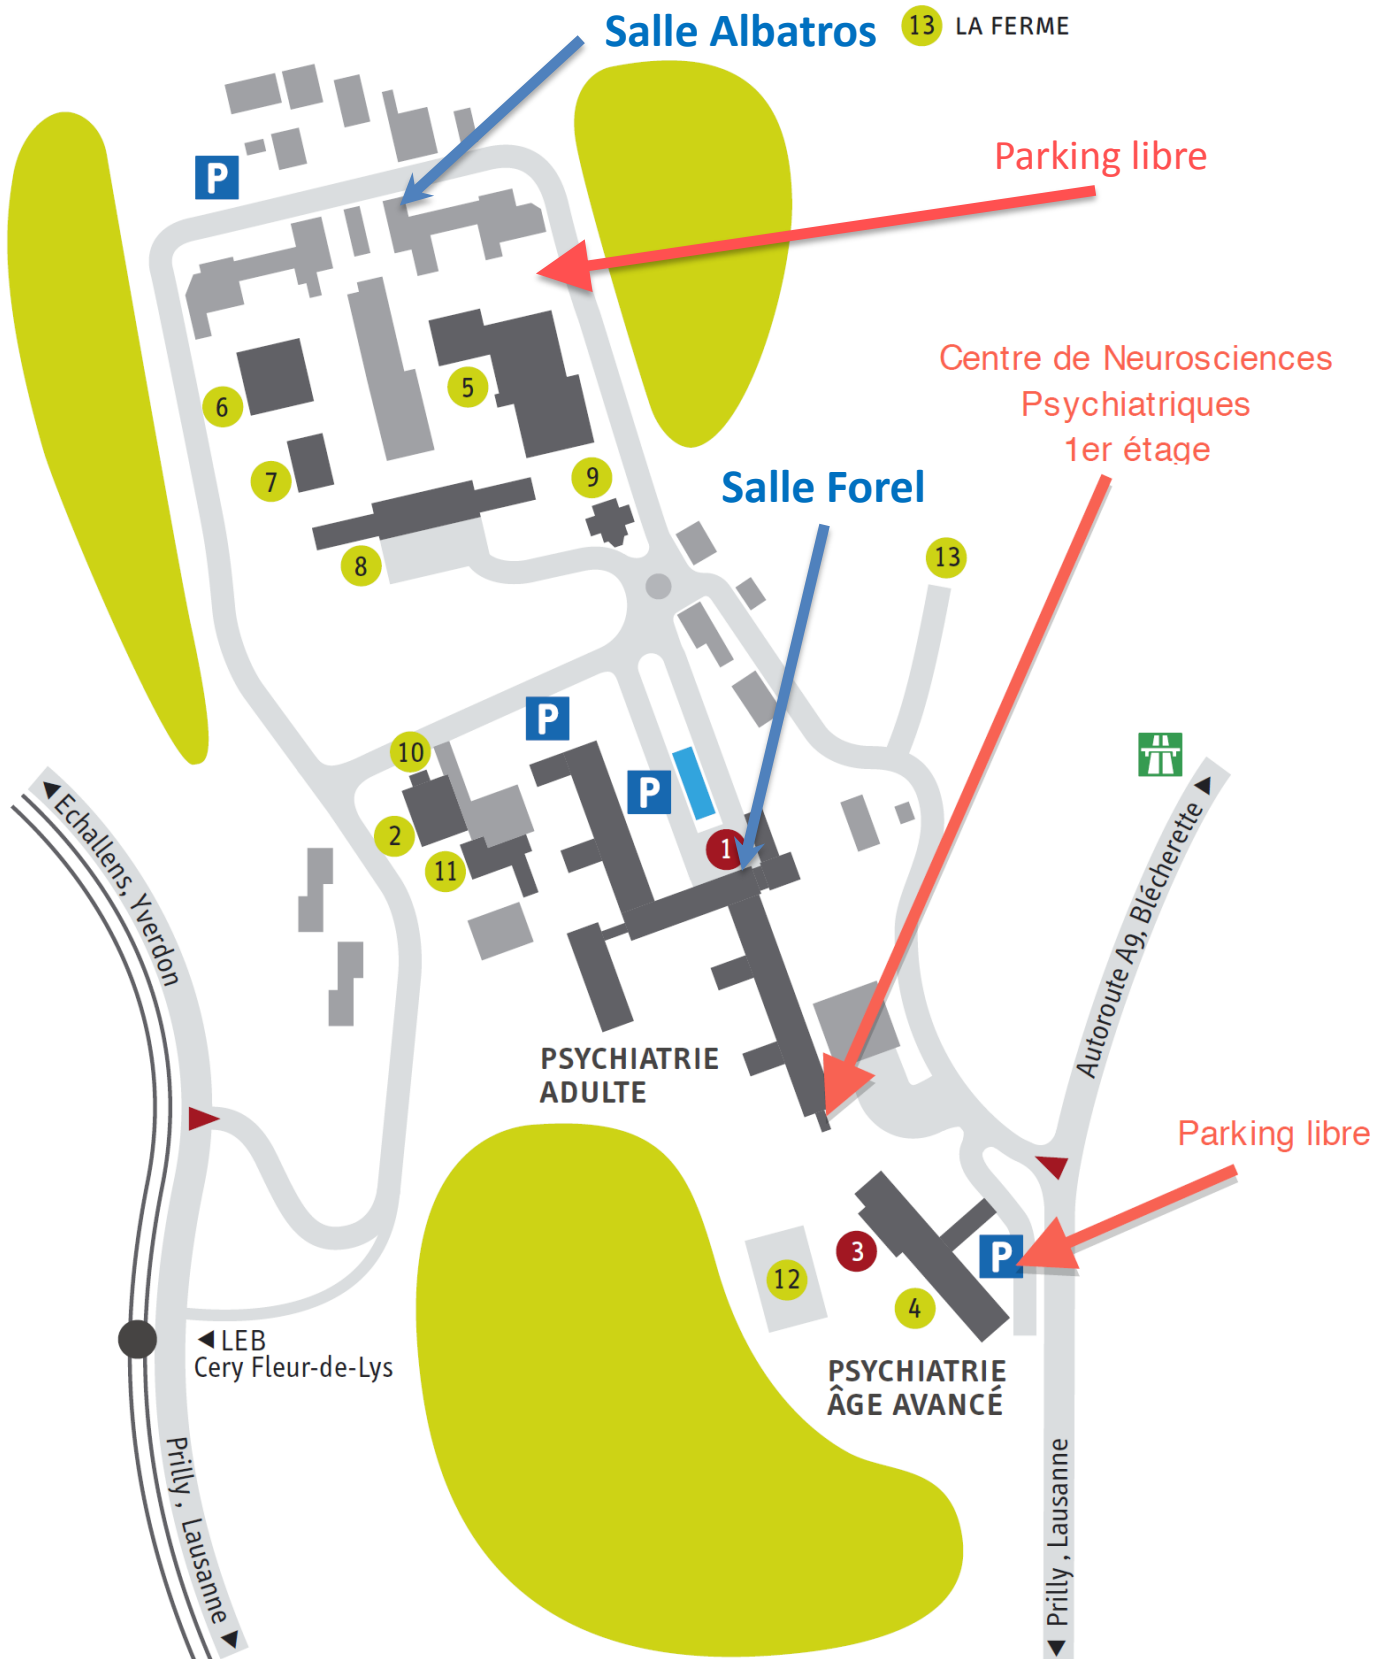 Salle Albatros
13 LA FERME
Parking libre
P
Centre de Neurosciences
Psychiatriques
1er étage
5
6
7
9
Salle Forel
8
13
P
10
P
2
1
11
Echallens, Yverdon
Autoroute A9, Blécherette
PSYCHIATRIE
ADULTE
Parking libre
3
P
12
4
LEB
Cery Fleur-de-Lys
PSYCHIATRIE
ÂGE AVANCÉ
Prilly , Lausanne
Prilly , Lausanne